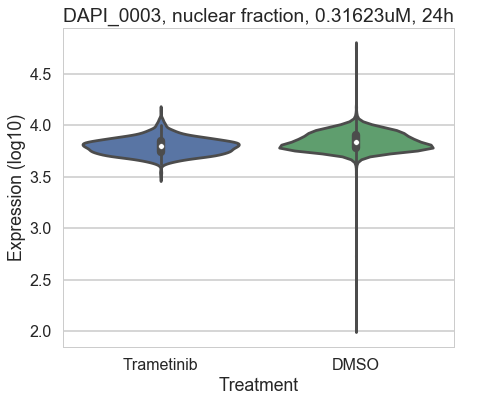 DAPI_0003, nuclear fraction, 0.31623uM, 24h
4.5
4.0
3.5
3.0
2.5
2.0
Expression (log10)
Trametinib
DMSO
Treatment